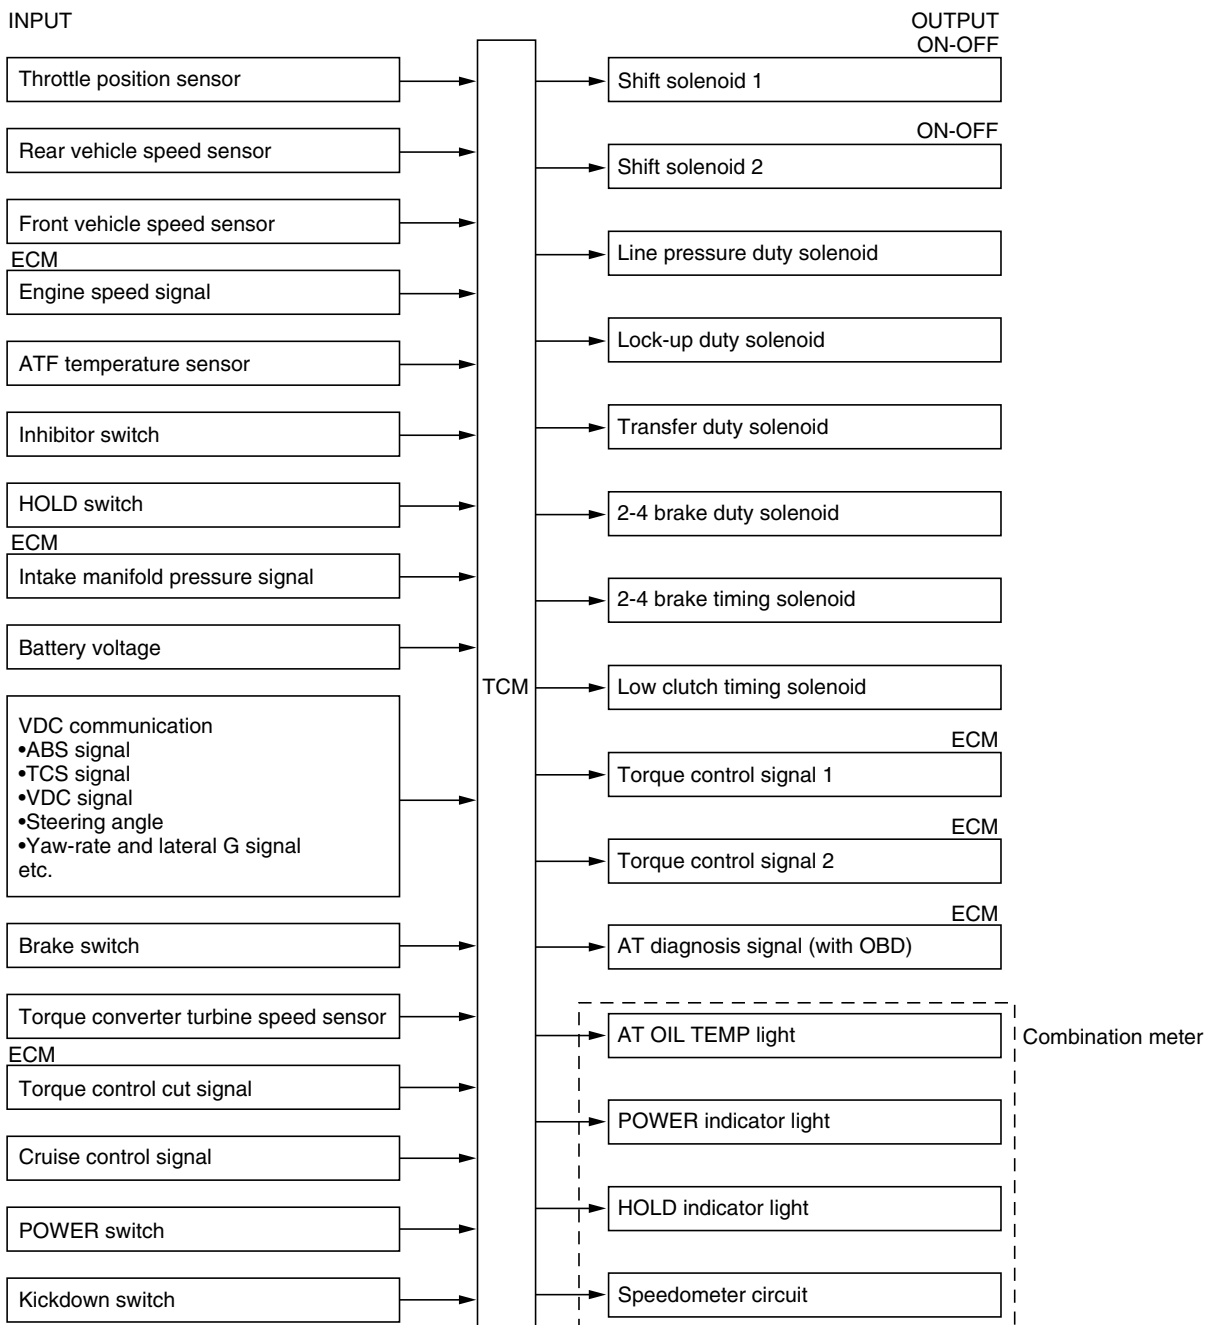 INPUT
Throttle position sensor
Rear vehicle speed sensor
Front vehicle speed sensor
ECM
Engine speed signal
ATF temperature sensor
Inhibitor switch
HOLD switch
ECM
Intake manifold pressure signal
Battery voltage
VDC communication
•ABS signal
•TCS signal
•VDC signal
•Steering angle
•Yaw-rate and lateral G signal
etc.
Brake switch
Torque converter turbine speed sensor
ECM
Torque control cut signal
Cruise control signal
POWER switch
Kickdown switch
TCM
OUTPUT
ON-OFF
Shift solenoid 1
ON-OFF
Shift solenoid 2
Line pressure duty solenoid
Lock-up duty solenoid
Transfer duty solenoid
2-4 brake duty solenoid
2-4 brake timing solenoid
Low clutch timing solenoid
ECM
Torque control signal 1
ECM
Torque control signal 2
ECM
AT diagnosis signal (with OBD)
AT OIL TEMP light
Combination meter
POWER indicator light
HOLD indicator light
Speedometer circuit